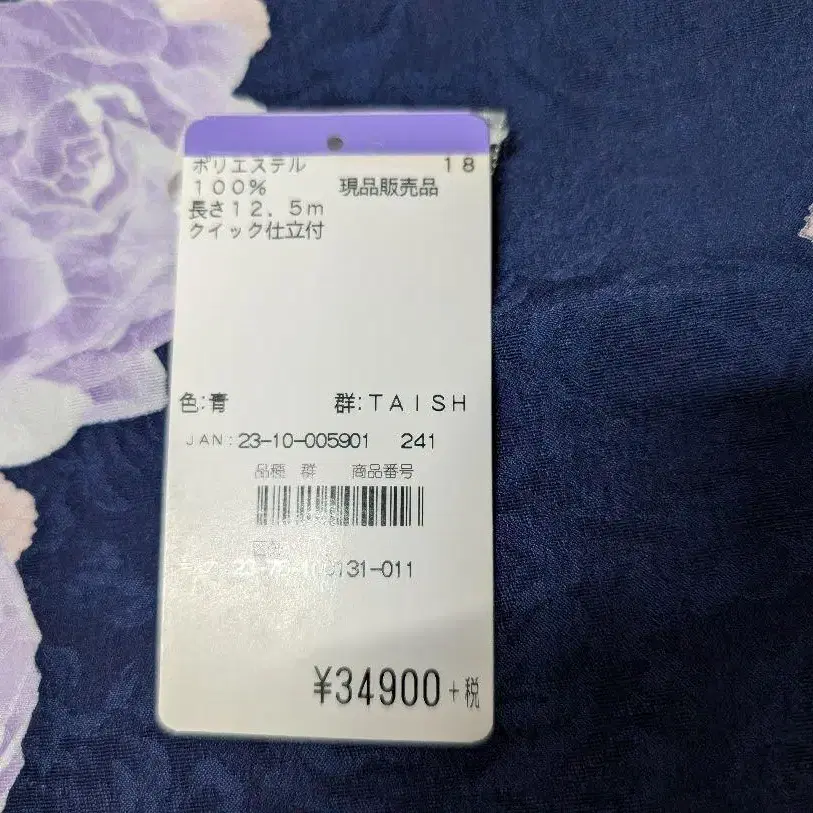 ポリエステル 18
100% 現品販売品
長さ12.5m
クイック仕立付
色:青 群:TAISH
JAN:23-10-005901 241
品種 群 商品番号
131-011
¥34900+税